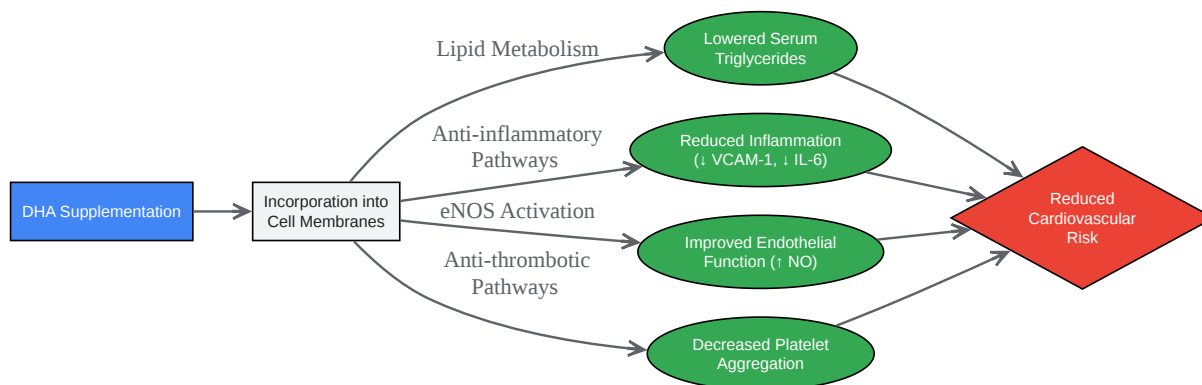 DHA Supplementation
Incorporation into
Cell Membranes
Lipid Metabolism
Anti-inflammatory
Pathways
eNOS Activation
Anti-thrombotic
Pathways
Lowered Serum
Triglycerides
Reduced Inflammation
(↓ VCAM-1, ↓ IL-6)
Improved Endothelial
Function (↑ NO)
Decreased Platelet
Aggregation
Reduced
Cardiovascular
Risk